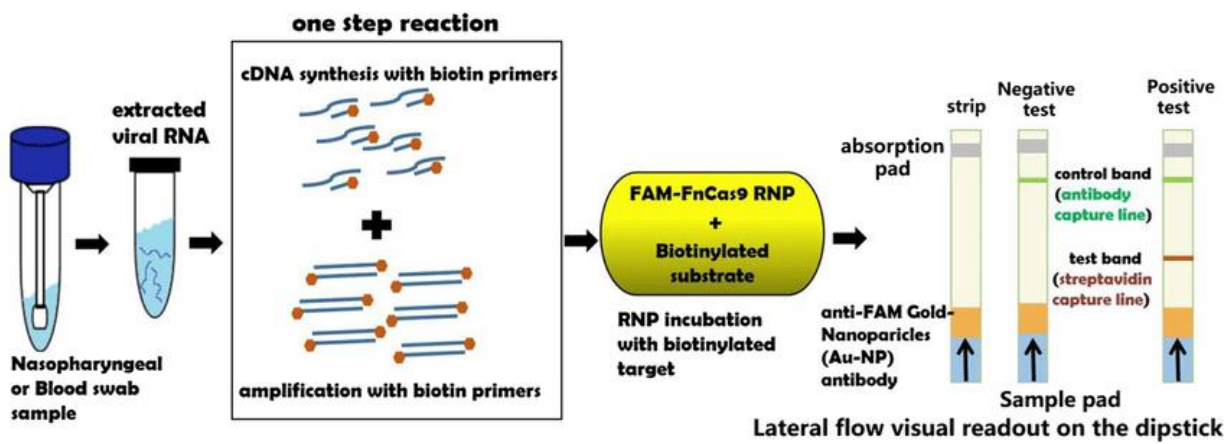 one step reaction
cDNA synthesis with biotin primers
extracted
viral RNA
Nasopharyngeal
or Blood swab
sample
amplification with biotin primers
FAM-FnCas9 RNP
+
Biotinylated
substrate
RNP incubation
with biotinylated
target
strip
Negative
test
Positive
test
absorption
pad
control band
(antibody
capture line)
test band
(streptavidin
capture line)
anti-FAM Gold-
Nanoparicles
(Au-NP)
antibody
Sample pad
Lateral flow visual readout on the dipstick